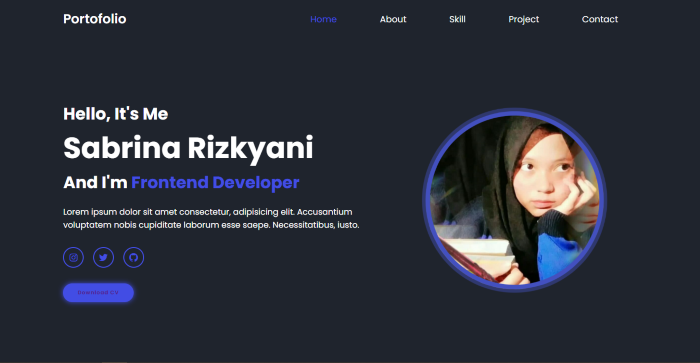 Portofolio
Home About Skill Project Contact
Hello, It's Me
Sabrina Rizkyani
And I'm Frontend Developer
Lorem ipsum dolor sit amet consectetur, adipisicing elit. Accusantium
voluptatem nobis cupiditate laborum esse saepe. Necessitatibus, iusto.
Download CV